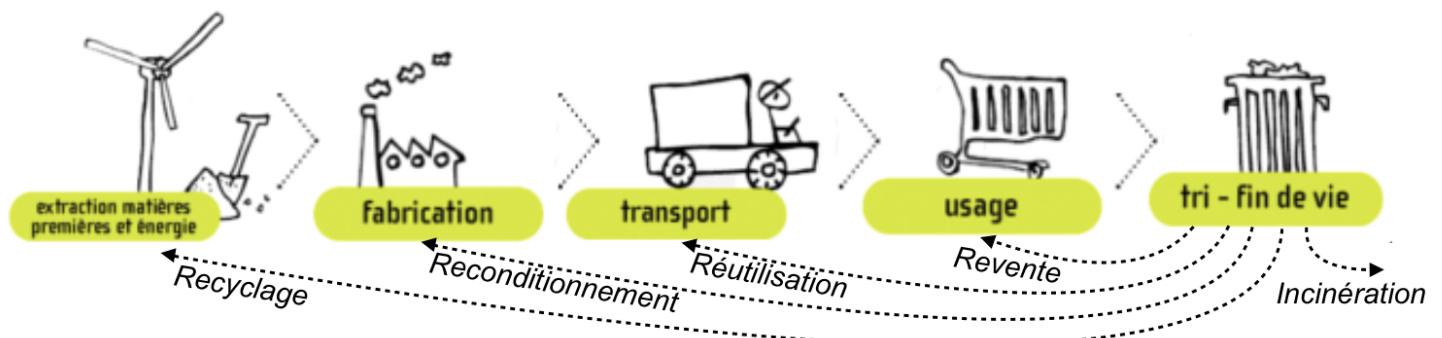 extraction matières
premières et énergie
fabrication
transport
usage
tri - fin de vie
Recyclage
Reconditionnement
Réutilisation
Revente
Incinération